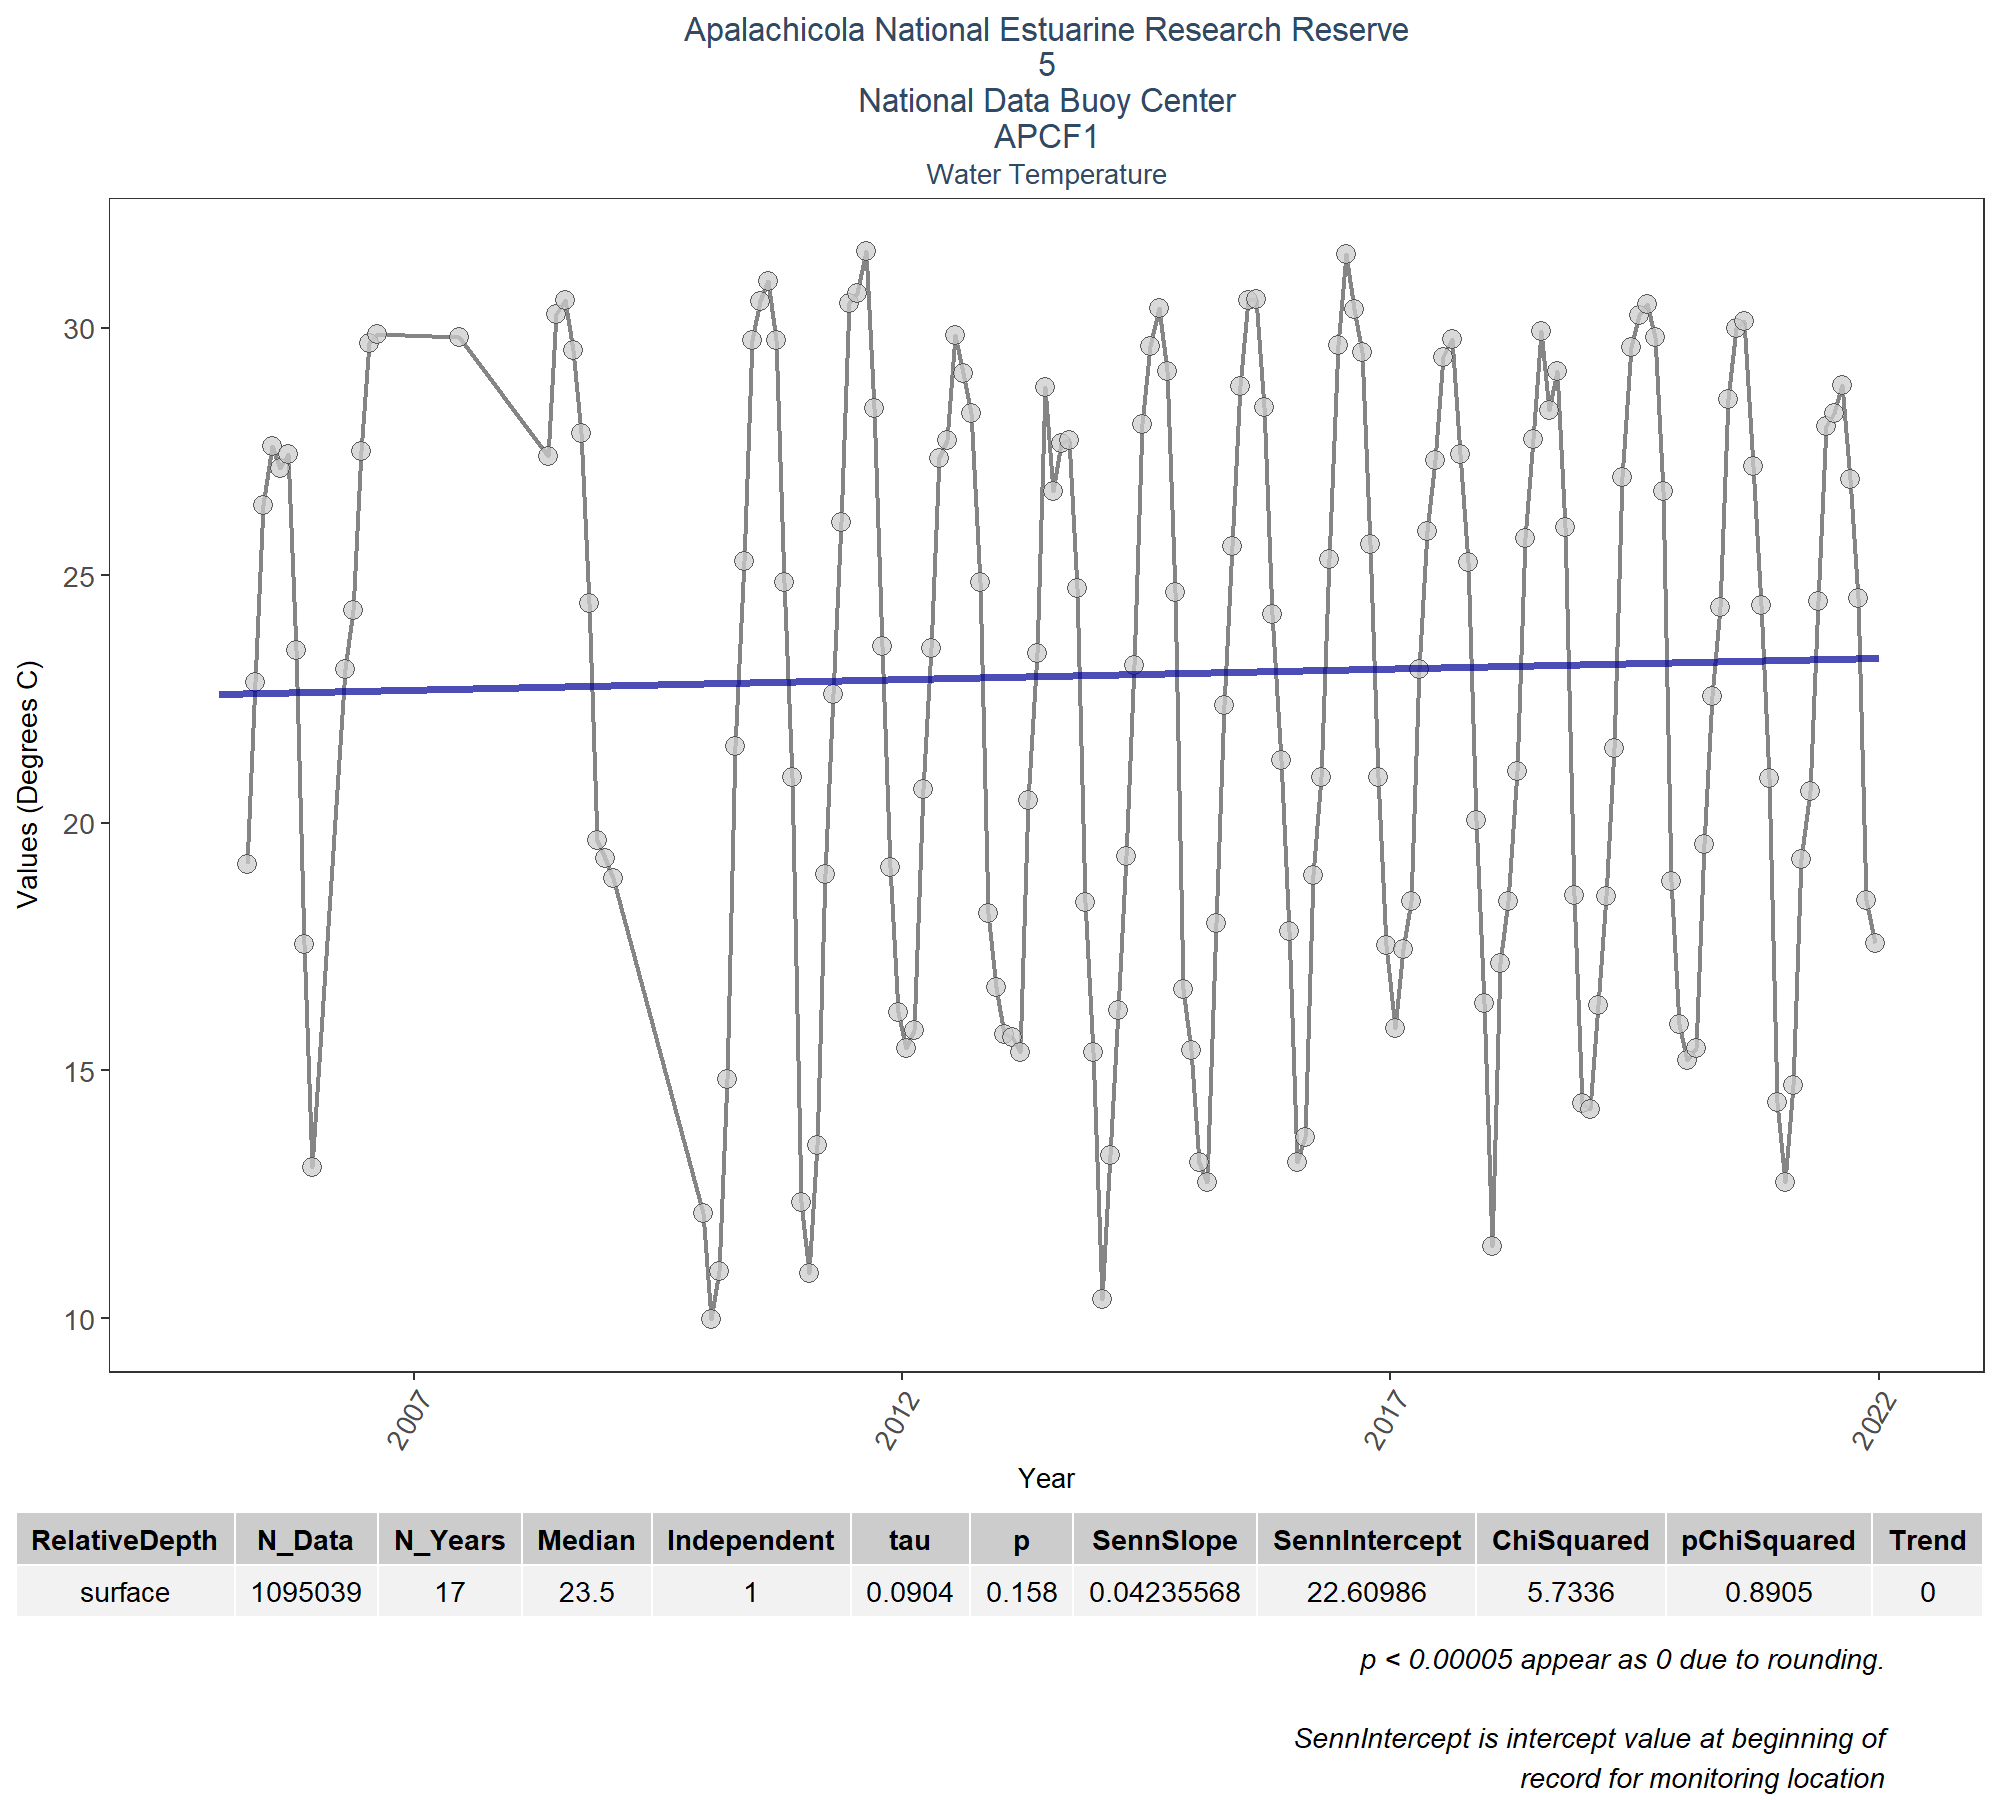 Apalachicola National Estuarine Research Reserve
5
National Data Buoy Center
APCF1
Water Temperature
Values (Degrees C)
30
25
20
15
10
2007
2012
2017
2022
Year
RelativeDepth N_Data N_Years Median Independent tau p SennSlope SennIntercept ChiSquared pChiSquared Trend
surface 1095039 17 23.5 1 0.0904 0.158 0.04235568 22.60986 5.7336 0.8905 0
p < 0.00005 appear as 0 due to rounding.
SennIntercept is intercept value at beginning of
record for monitoring location